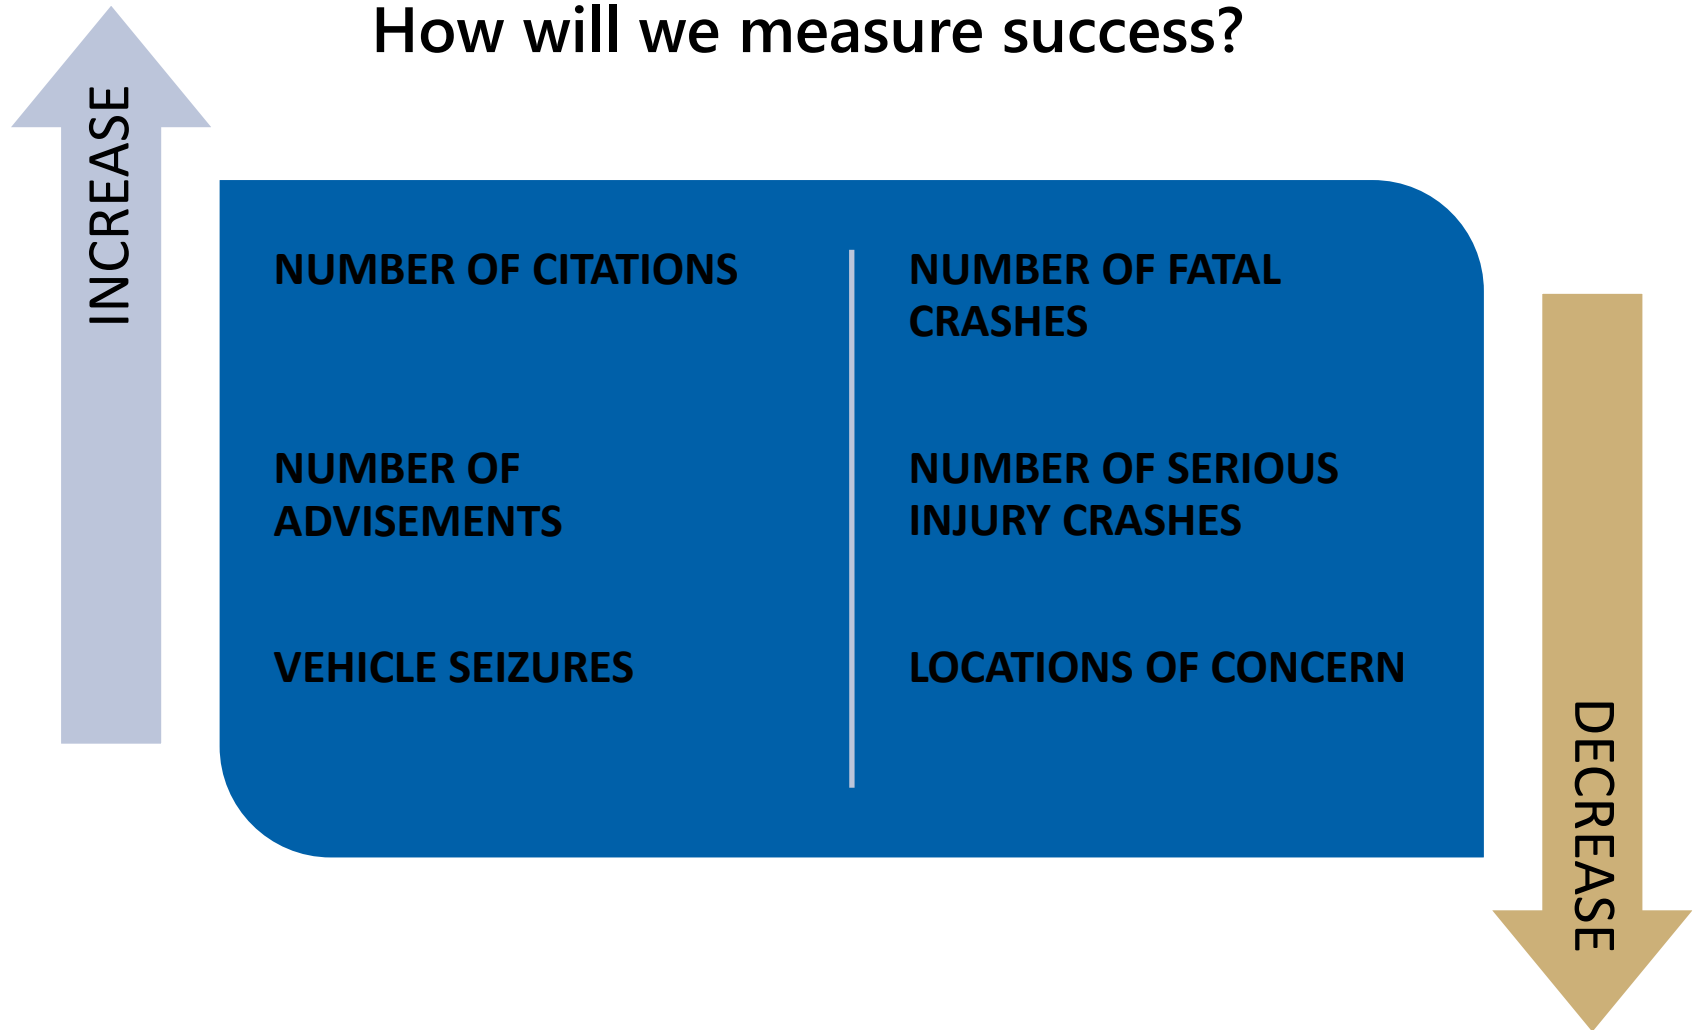 How will we measure success?
INCREASE
NUMBER OF CITATIONS
NUMBER OF
ADVISEMENTS
VEHICLE SEIZURES
NUMBER OF FATAL
CRASHES
NUMBER OF SERIOUS
INJURY CRASHES
LOCATIONS OF CONCERN
DECREASE